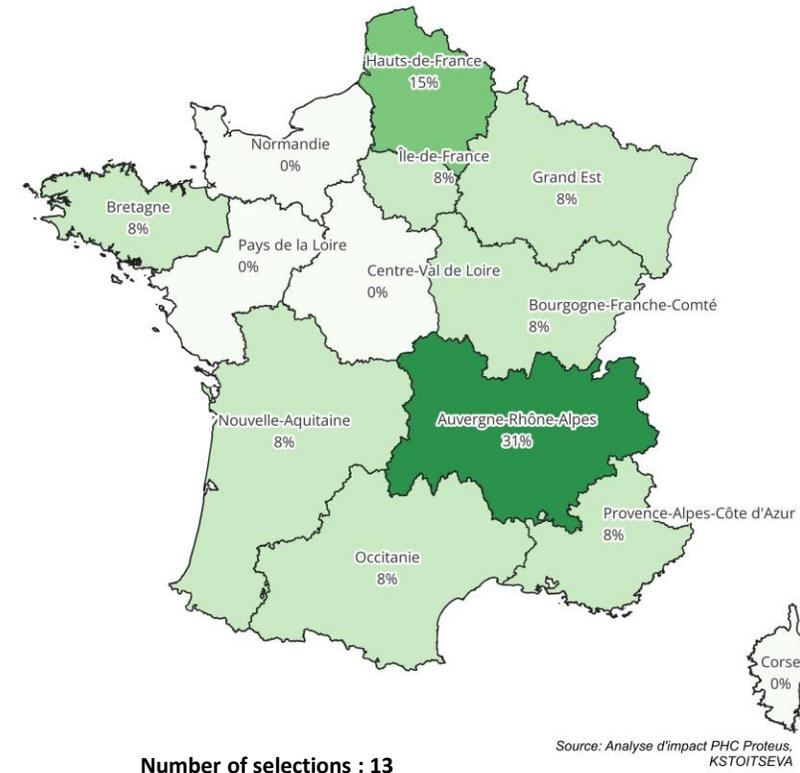 Hauts-de-France
15%
Normandie
0%
Île-de-France
8%
Grand Est
8%
Bretagne
8%
Pays de la Loire
0%
Centre-Val de Loire
0%
Bourgogne-Franche-Comté
8%
Nouvelle-Aquitaine
8%
Auvergne-Rhône-Alpes
31%
Provence-Alpes-Côte d'Azur
8%
Occitanie
8%
Corse
0%
Source: Analyse d'impact PHC Proteus,
KSTOITSEVA
Number of selections : 13